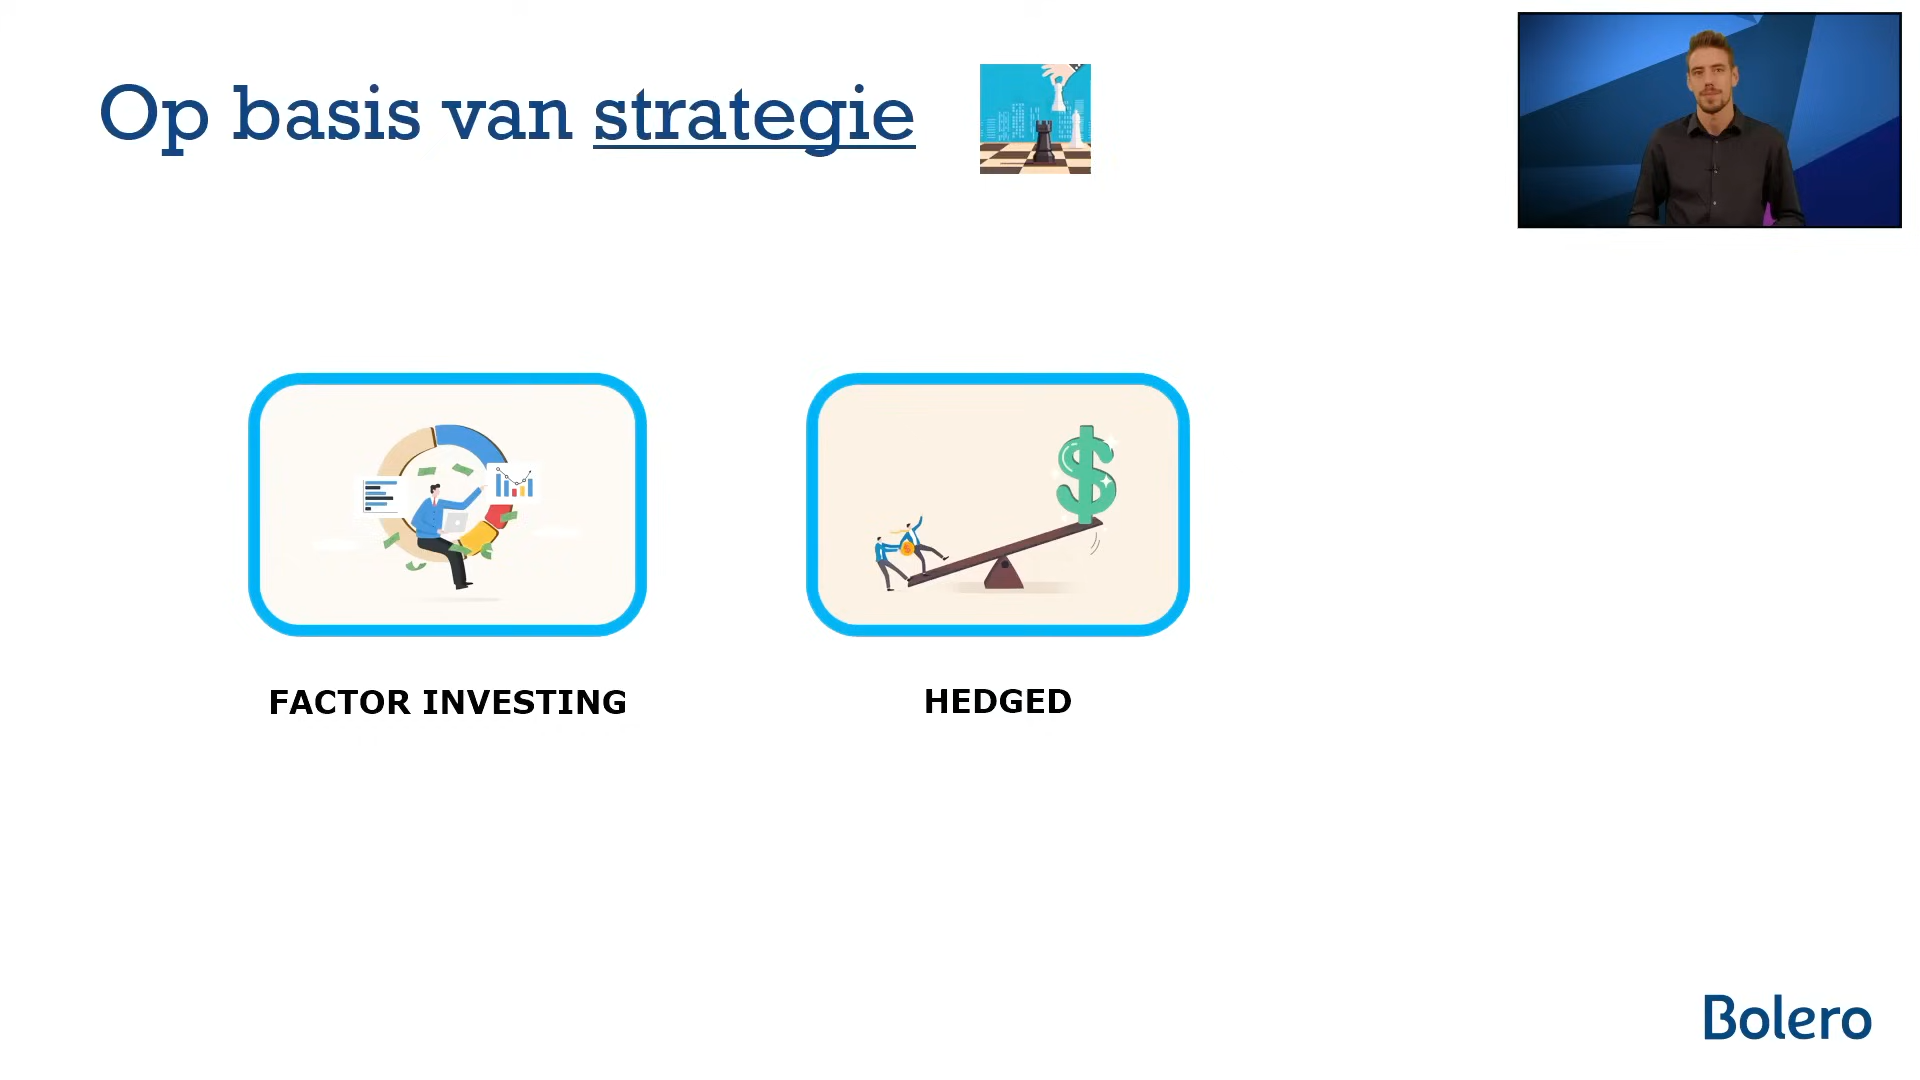 Op basis van strategie
FACTOR INVESTING
HEDGED
Bolero